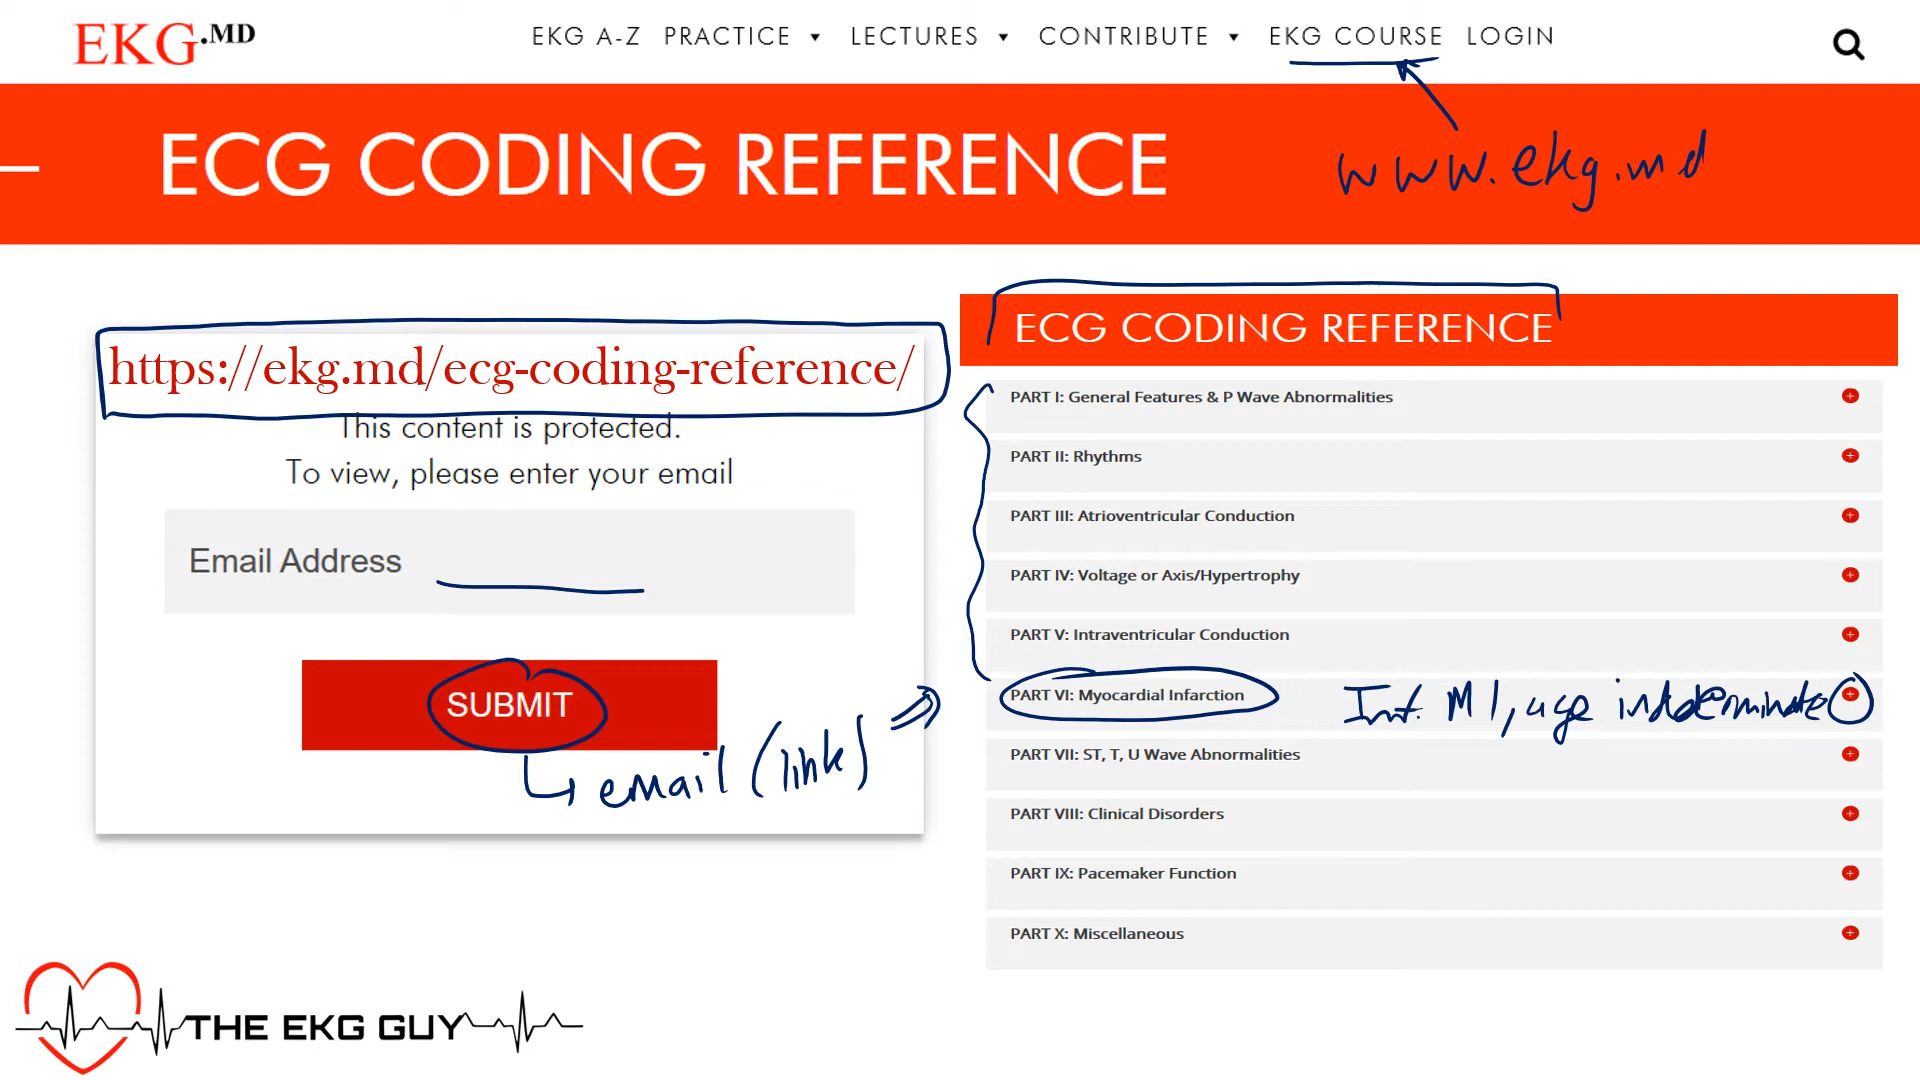 EKG.MD
EKG A-Z PRACTICE LECTURES CONTRIBUTE EKG COURSE LOGIN
ECG CODING REFERENCE
www.ekg.md
https://ekg.md/ecg-coding-reference/
This content is protected.
To view, please enter your email
Email Address
SUBMIT
email (link)
ECG CODING REFERENCE
PART I: General Features & P Wave Abnormalities
PART II: Rhythms
PART III: Atrioventricular Conduction
PART IV: Voltage or Axis/Hypertrophy
PART V: Intraventricular Conduction
PART VI: Myocardial Infarction
Inf. MI, age indeterminate
PART VII: ST, T, U Wave Abnormalities
PART VIII: Clinical Disorders
PART IX: Pacemaker Function
PART X: Miscellaneous
THE EKG GUY